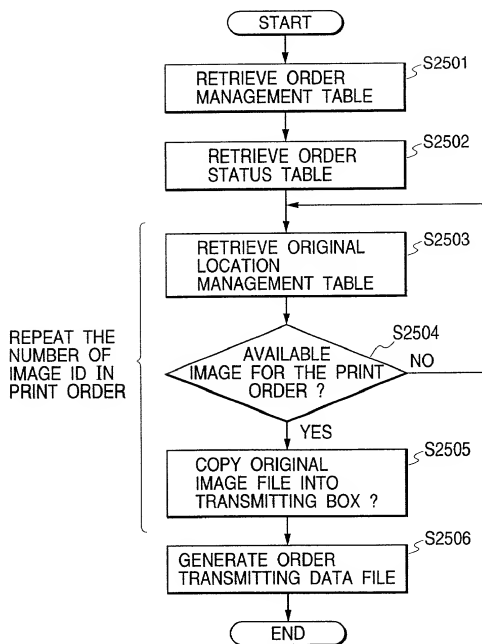 START
S2501
RETRIEVE ORDER
MANAGEMENT TABLE
S2502
RETRIEVE ORDER
STATUS TABLE
S2503
RETRIEVE ORIGINAL
LOCATION
MANAGEMENT TABLE
REPEAT THE
NUMBER OF
IMAGE ID IN
PRINT ORDER
S2504
AVAILABLE
IMAGE FOR THE PRINT
ORDER ?
NO
YES
S2505
COPY ORIGINAL
IMAGE FILE INTO
TRANSMITTING BOX ?
S2506
GENERATE ORDER
TRANSMITTING DATA FILE
END